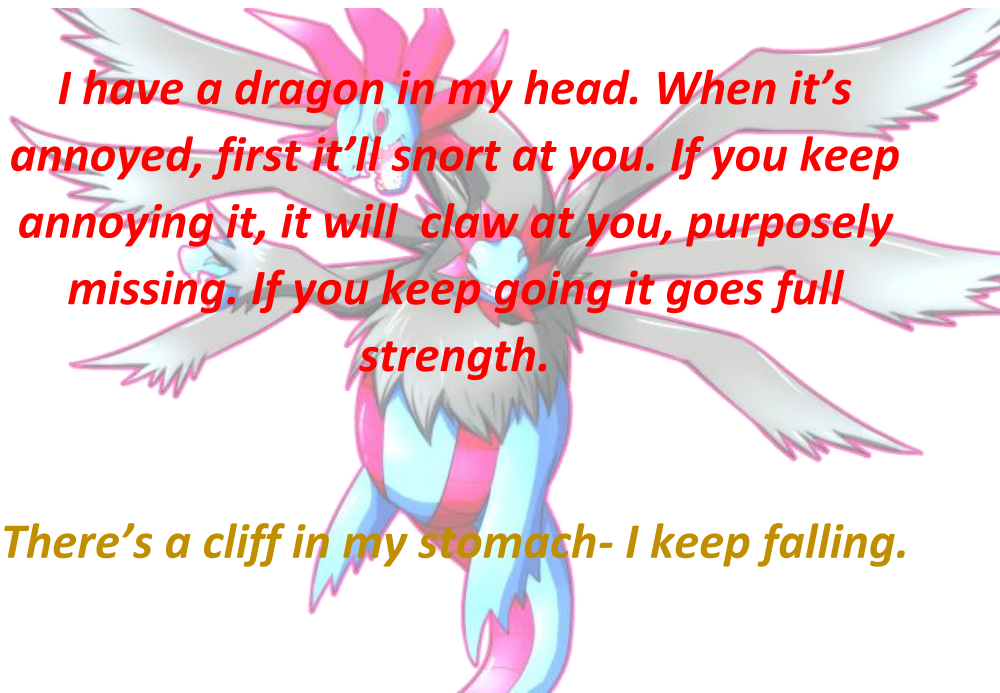 I have a dragon in my head. When it’s
annoyed, first it’ll snort at you. If you keep
annoying it, it will  claw at you, purposely
missing. If you keep going it goes full
strength.
There’s a cliff in my stomach- I keep falling.